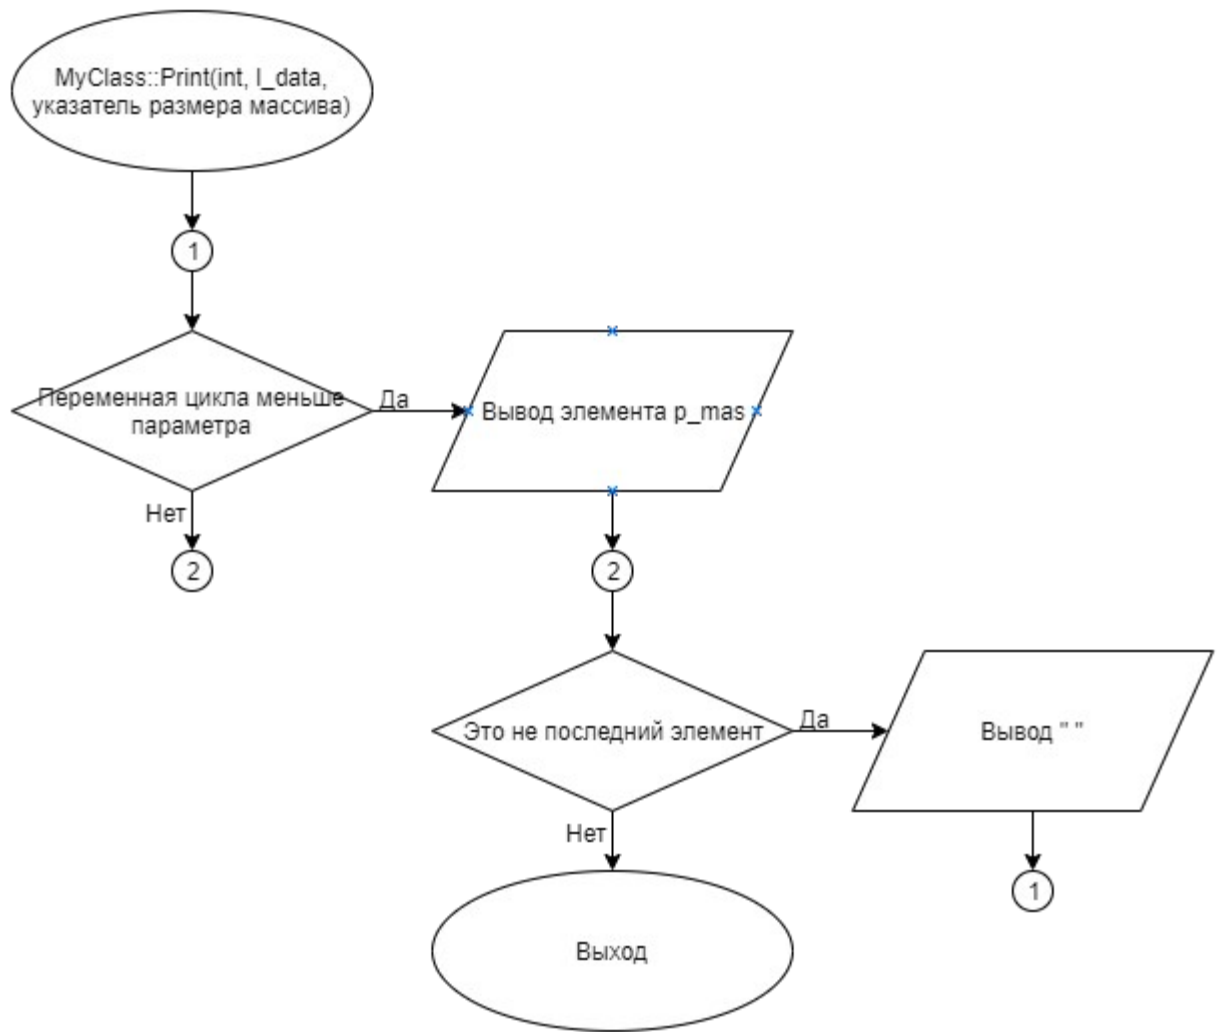 MyClass::Print(int, I_data,
указатель размера массива)
1
Переменная цикла меньше
параметра
Да
Вывод элемента p_mas
Нет
2
2
Это не последний элемент
Да
Вывод " "
Нет
1
Выход